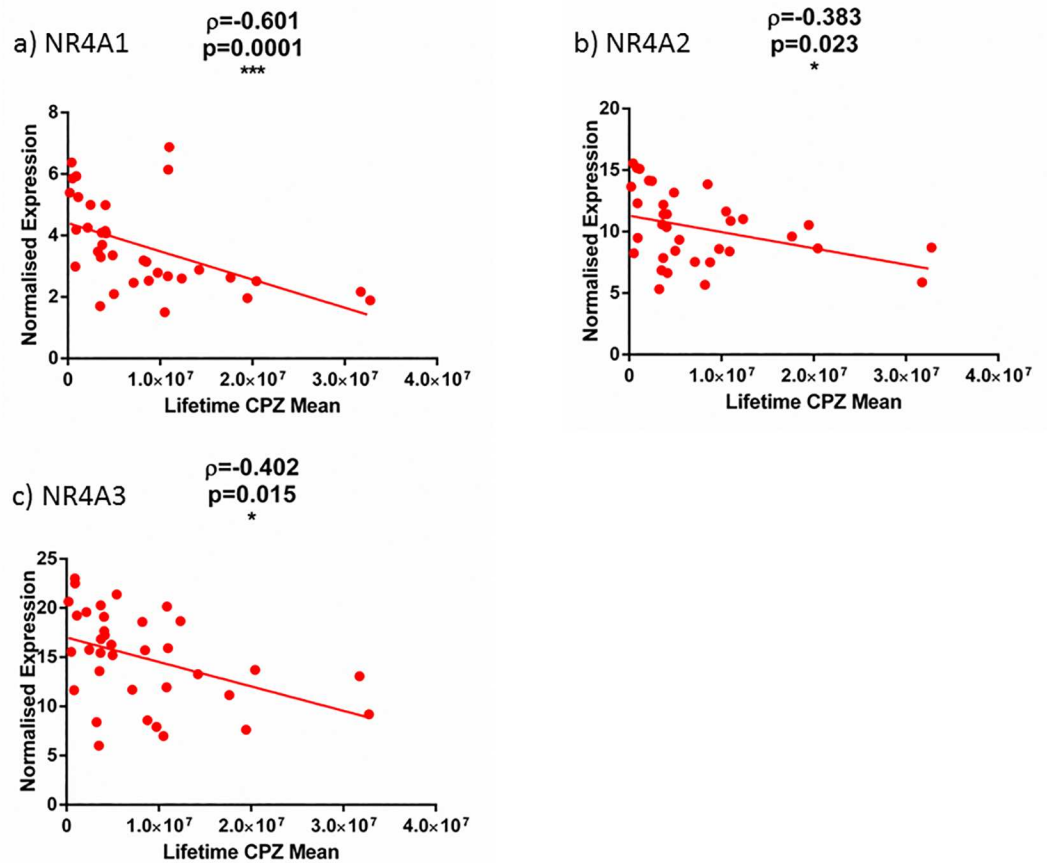 ρ=-0.601
a) NR4A1
p=0.0001
***
8
6
4
2
0
Normalised Expression
0 1.0×10⁷ 2.0×10⁷ 3.0×10⁷ 4.0×10⁷
Lifetime CPZ Mean
ρ=-0.383
b) NR4A2
p=0.023
*
20
15
10
5
0
Normalised Expression
0 1.0×10⁷ 2.0×10⁷ 3.0×10⁷ 4.0×10⁷
Lifetime CPZ Mean
ρ=-0.402
c) NR4A3
p=0.015
*
25
20
15
10
5
0
Normalised Expression
0 1.0×10⁷ 2.0×10⁷ 3.0×10⁷ 4.0×10⁷
Lifetime CPZ Mean